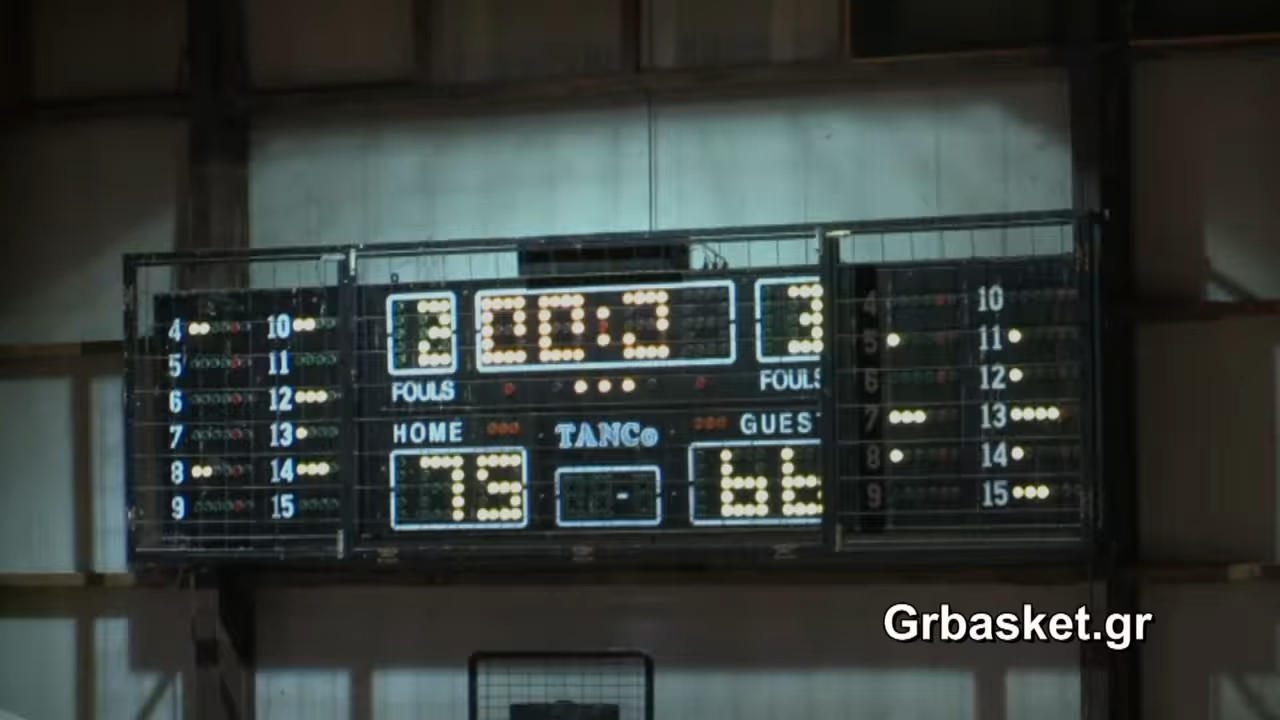 4 10 2 00:2 3 4 10
5 11 5 11
FOULS FOULS
6 12 6 12
HOME TANCo GUEST
7 13 7 13
8 14 75 - 66 8 14
9 15 9 15
Grbasket.gr